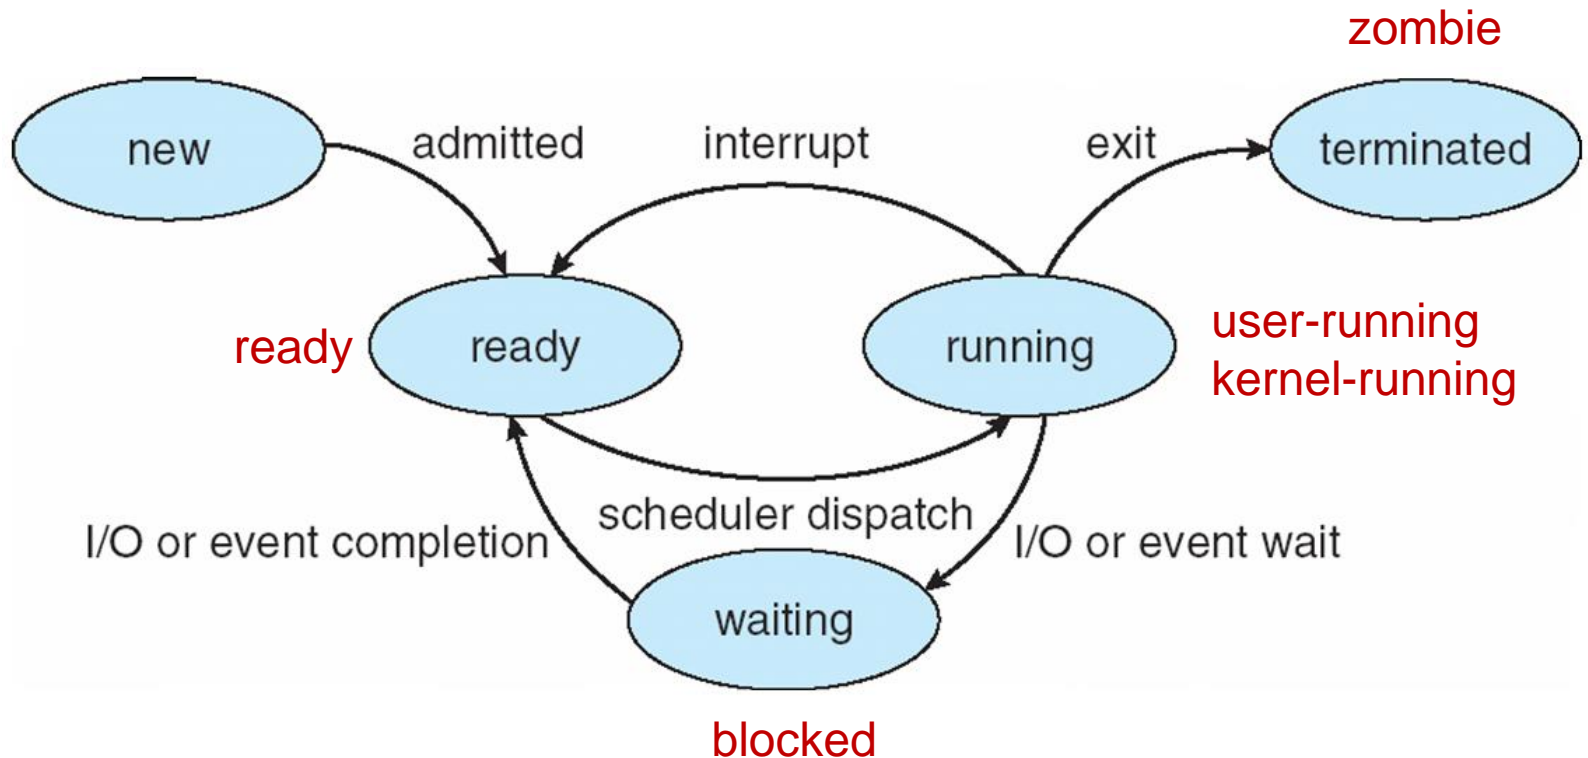 zombie
new
admitted
interrupt
exit
terminated
ready
ready
running
user-running
kernel-running
scheduler dispatch
I/O or event completion
I/O or event wait
waiting
blocked